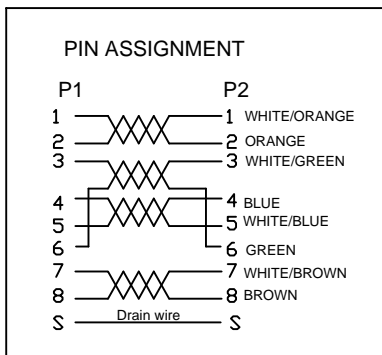 PIN ASSIGNMENT
P1 P2
1 1 WHITE/ORANGE
2 2 ORANGE
3 3 WHITE/GREEN
4 4 BLUE
5 5 WHITE/BLUE
6 6 GREEN
7 7 WHITE/BROWN
8 8 BROWN
S Drain wire S